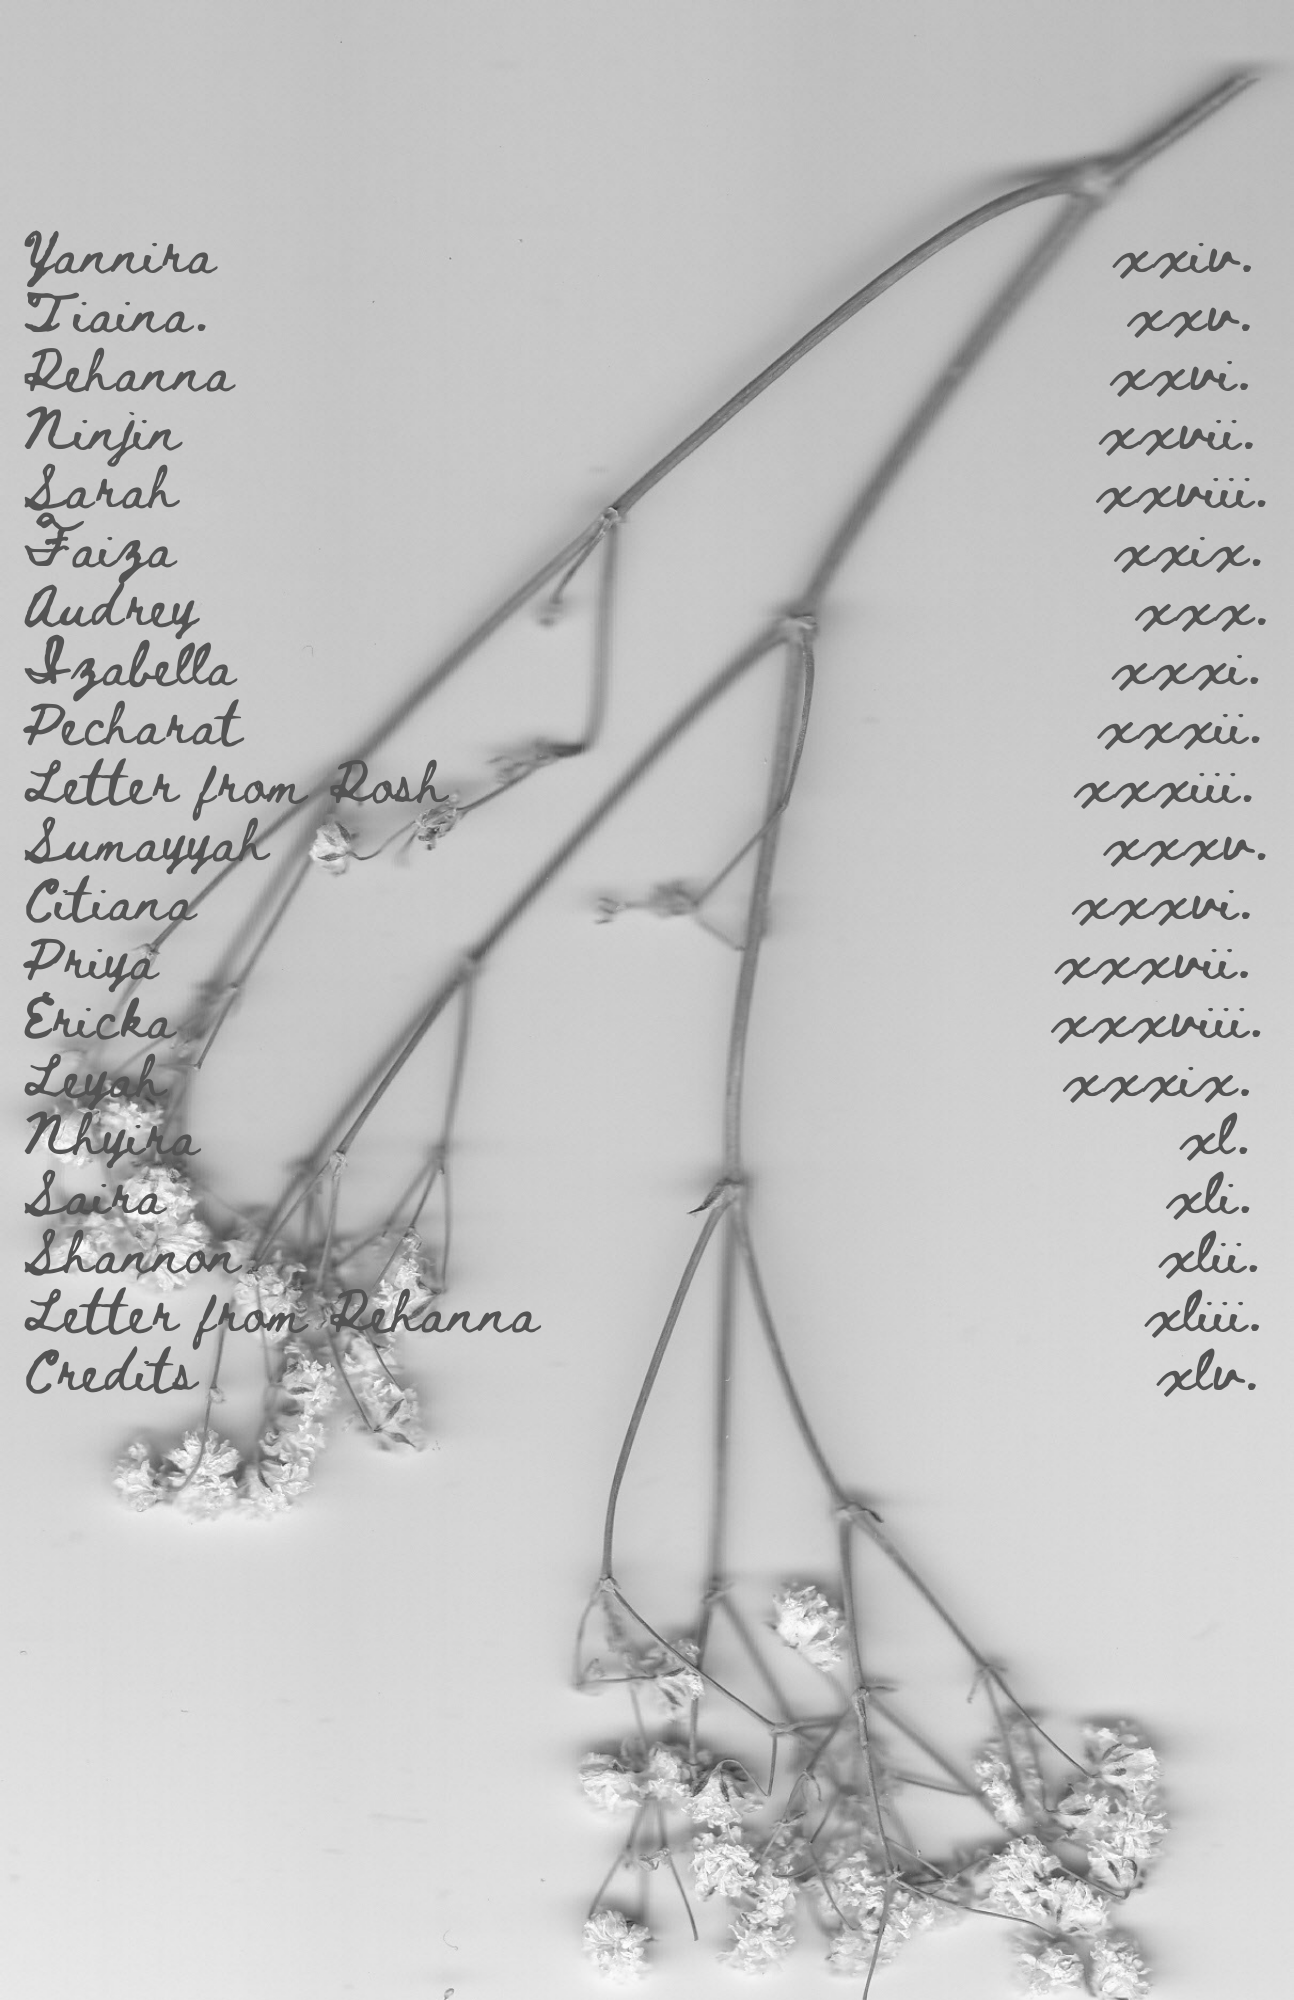 Yannira xxiv.
Tiaina. xxv.
Rehanna xxvi.
Ninjin xxvii.
Sarah xxviii.
Faiza xxix.
Audrey xxx.
Izabella xxxi.
Pecharat xxxii.
Letter from Rosh xxxiii.
Sumayyah xxxv.
Citiana xxxvi.
Priya xxxvii.
Ericka xxxviii.
Leyah xxxix.
Nhyira xl.
Saira xli.
Shannon xlii.
Letter from Rehanna xliii.
Credits xlv.